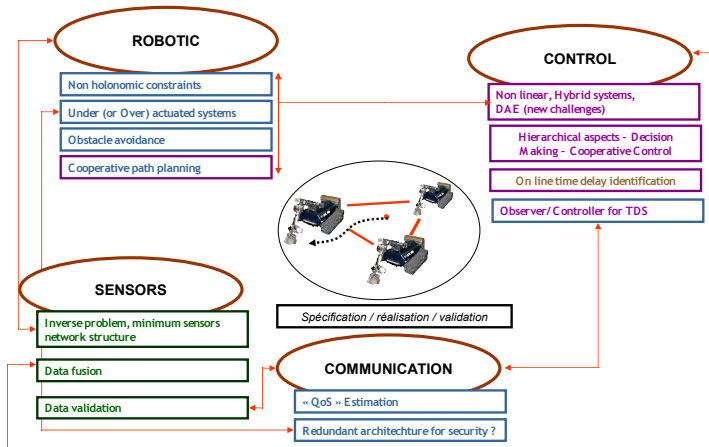 ROBOTIC
Non holonomic constraints
Under (or Over) actuated systems
Obstacle avoidance
Cooperative path planning
CONTROL
Non linear, Hybrid systems,
DAE (new challenges)
Hierarchical aspects - Decision
Making - Cooperative Control
On line time delay identification
Observer/ Controller for TDS
SENSORS
Inverse problem, minimum sensors
network structure
Data fusion
Data validation
Spécification / réalisation / validation
COMMUNICATION
« QoS » Estimation
Redundant architechture for security ?